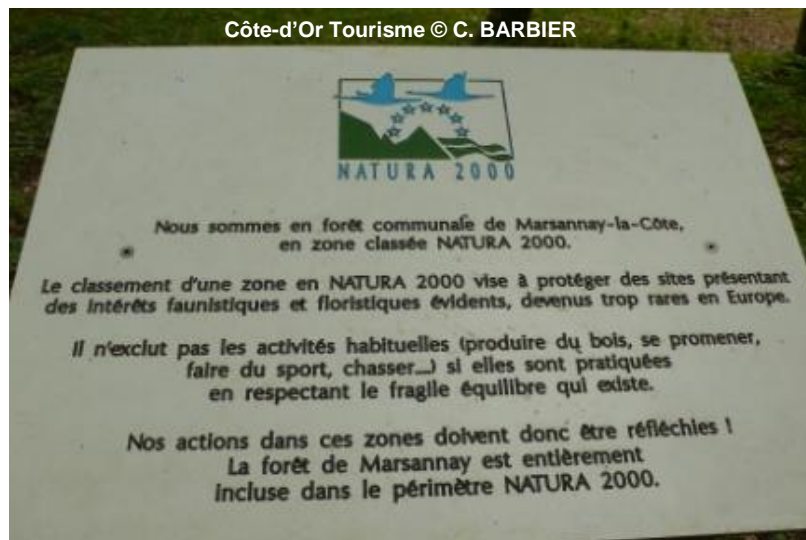 Côte-d'Or Tourisme © C. BARBIER
NATURA 2000
Nous sommes en forêt communale de Marsannay-la-Côte,
en zone classée NATURA 2000.
Le classement d'une zone en NATURA 2000 vise à protéger des sites présentant
des intérêts faunistiques et floristiques évidents, devenus trop rares en Europe.
Il n'exclut pas les activités habituelles (produire du bois, se promener,
faire du sport, chasser...) si elles sont pratiquées
en respectant le fragile équilibre qui existe.
Nos actions dans ces zones doivent donc être réfléchies !
La forêt de Marsannay est entièrement
incluse dans le périmètre NATURA 2000.